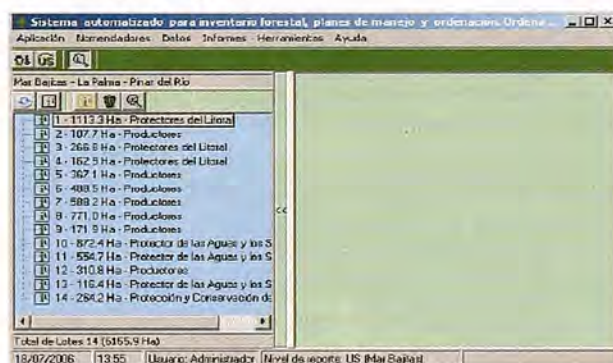 Sistema automatizado para inventario forestal, planes de manejo y ordenacion. Ordena ...
Aplicación Nomencladores Datos Informes Herramientas Ayuda
Mar Bajitas - La Palma - Pinar del Río
1 - 1113.3 Ha - Protectores del Litoral
2 - 107.7 Ha - Productores
3 - 266.8 Ha - Protectores del Litoral
4 - 162.9 Ha - Protectores del Litoral
5 - 367.1 Ha - Productores
6 - 488.5 Ha - Productores
7 - 588.2 Ha - Productores
8 - 771.0 Ha - Productores
9 - 171.9 Ha - Productores
10 - 872.4 Ha - Protector de las Aguas y los S
11 - 554.7 Ha - Protector de las Aguas y los S
12 - 310.8 Ha - Productores
13 - 116.4 Ha - Protector de las Aguas y los S
14 - 264.2 Ha - Protección y Conservación de
<<
Total de Lotes 14 (6155.9 Ha)
18/07/2006 13:55 Usuario: Administrador Nivel de reporte: US (Mar Bajitas)